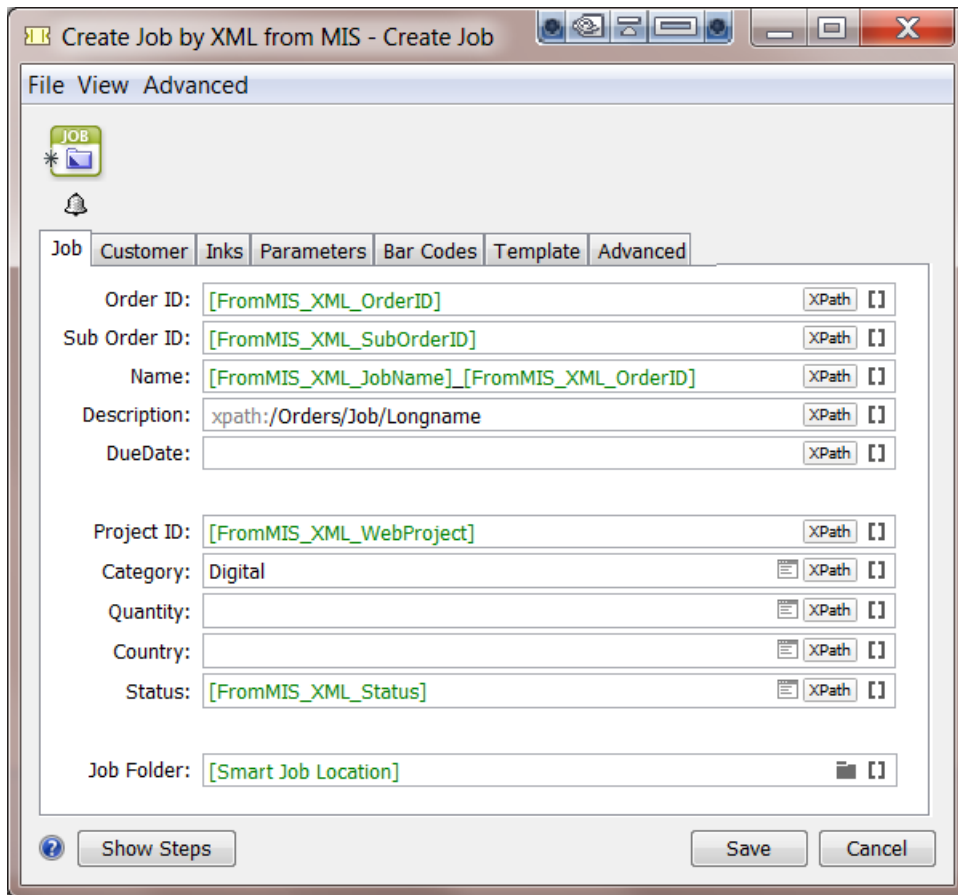 Create Job by XML from MIS - Create Job
File View Advanced
JOB
Job Customer Inks Parameters Bar Codes Template Advanced
Order ID: [FromMIS_XML_OrderID] XPath []
Sub Order ID: [FromMIS_XML_SubOrderID] XPath []
Name: [FromMIS_XML_JobName]_[FromMIS_XML_OrderID] XPath []
Description: xpath:/Orders/Job/Longname XPath []
DueDate: XPath []
Project ID: [FromMIS_XML_WebProject] XPath []
Category: Digital XPath []
Quantity: XPath []
Country: XPath []
Status: [FromMIS_XML_Status] XPath []
Job Folder: [Smart Job Location] []
? Show Steps Save Cancel